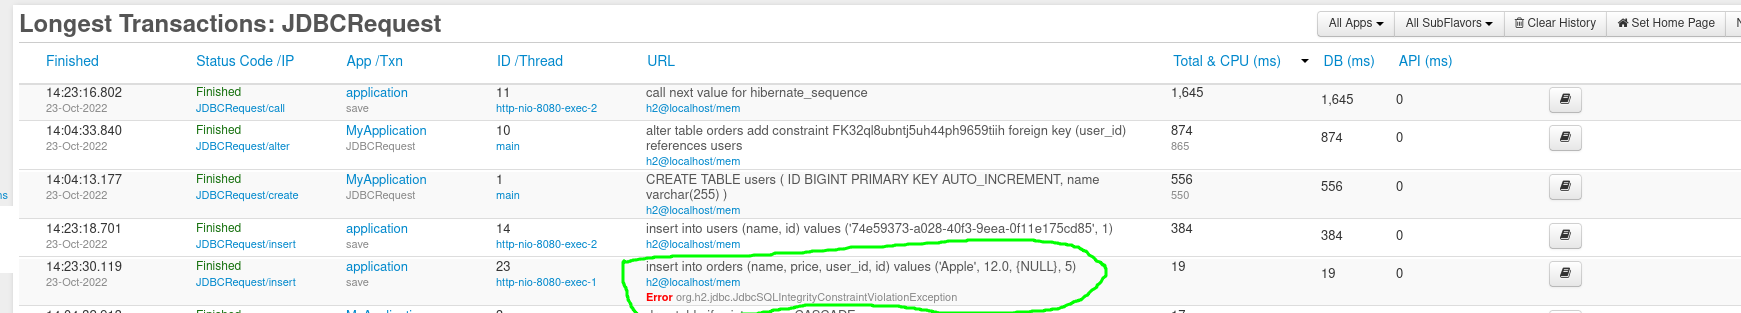 Longest Transactions: JDBCRequest
All Apps All SubFlavors Clear History Set Home Page
Finished Status Code /IP App /Txn ID /Thread URL Total & CPU (ms) DB (ms) API (ms)
14:23:16.802 Finished application 11 call next value for hibernate_sequence 1,645 1,645 0
23-Oct-2022 JDBCRequest/call save http-nio-8080-exec-2 h2@localhost/mem
14:04:33.840 Finished MyApplication 10 alter table orders add constraint FK32ql8ubntj5uh44ph9659tiih foreign key (user_id) 874 874 0
23-Oct-2022 JDBCRequest/alter JDBCRequest main references users 865
h2@localhost/mem
14:04:13.177 Finished MyApplication 1 CREATE TABLE users ( ID BIGINT PRIMARY KEY AUTO_INCREMENT, name 556 556 0
23-Oct-2022 JDBCRequest/create JDBCRequest main varchar(255) ) 550
h2@localhost/mem
14:23:18.701 Finished application 14 insert into users (name, id) values ('74e59373-a028-40f3-9eea-0f11e175cd85', 1) 384 384 0
23-Oct-2022 JDBCRequest/insert save http-nio-8080-exec-2 h2@localhost/mem
14:23:30.119 Finished application 23 insert into orders (name, price, user_id, id) values ('Apple', 12.0, {NULL}, 5) 19 19 0
23-Oct-2022 JDBCRequest/insert save http-nio-8080-exec-1 h2@localhost/mem
Error org.h2.jdbc.JdbcSQLIntegrityConstraintViolationException